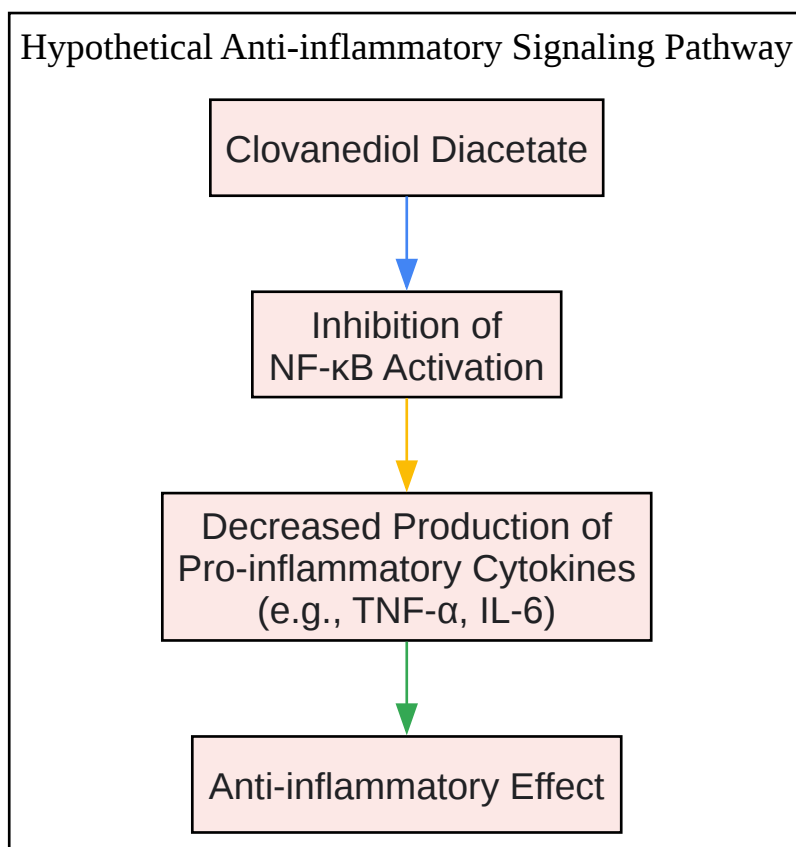 Hypothetical Anti-inflammatory Signaling Pathway
Clovanediol Diacetate
Inhibition of
NF-κB Activation
Decreased Production of
Pro-inflammatory Cytokines
(e.g., TNF-α, IL-6)
Anti-inflammatory Effect